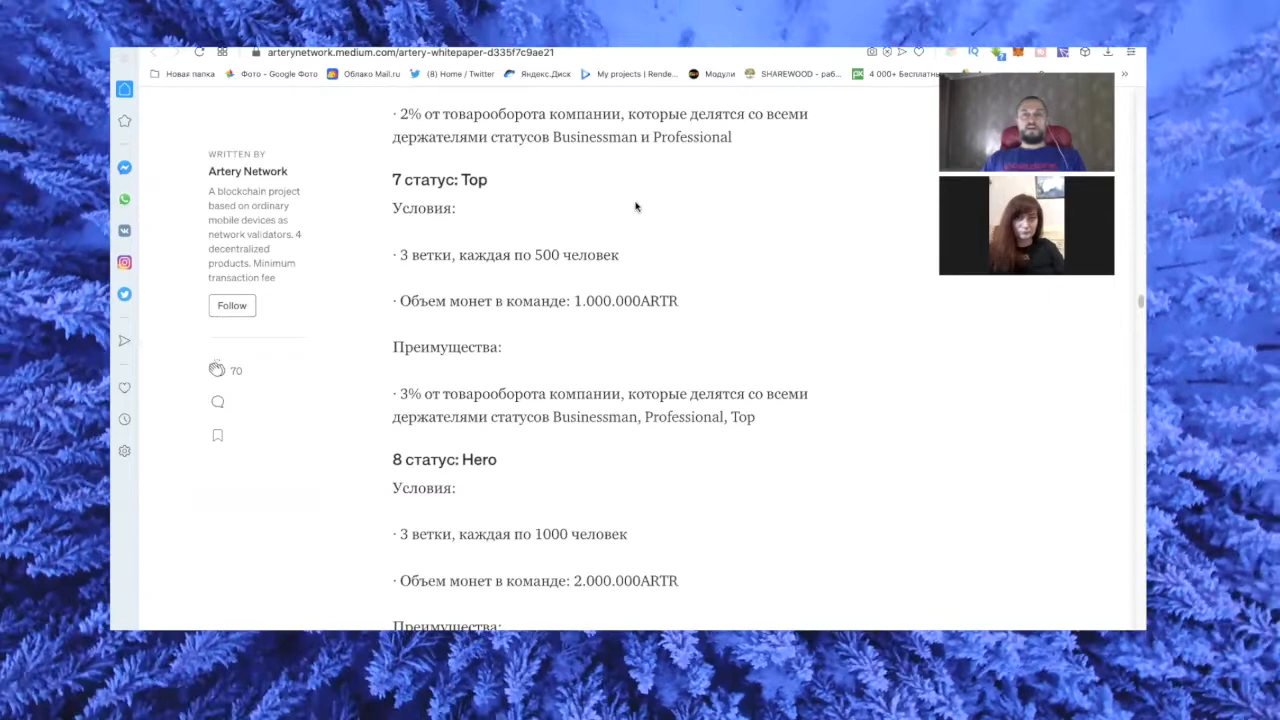 arterynetwork.medium.com/artery-whitepaper-d335f7c9ae21
Новая папка
Фото - Google Фото
Облако Mail.ru
(8) Home / Twitter
Яндекс.Диск
My projects | Rende...
Модули
SHAREWOOD - раб...
4 000+ Бесплатны
· 2% от товарооборота компании, которые делятся со всеми
держателями статусов Businessman и Professional
WRITTEN BY
Artery Network
A blockchain project
based on ordinary
mobile devices as
network validators. 4
decentralized
products. Minimum
transaction fee
Follow
70
7 статус: Top
Условия:
· 3 ветки, каждая по 500 человек
· Объем монет в команде: 1.000.000ARTR
Преимущества:
· 3% от товарооборота компании, которые делятся со всеми
держателями статусов Businessman, Professional, Top
8 статус: Hero
Условия:
· 3 ветки, каждая по 1000 человек
· Объем монет в команде: 2.000.000ARTR
Преимущества: